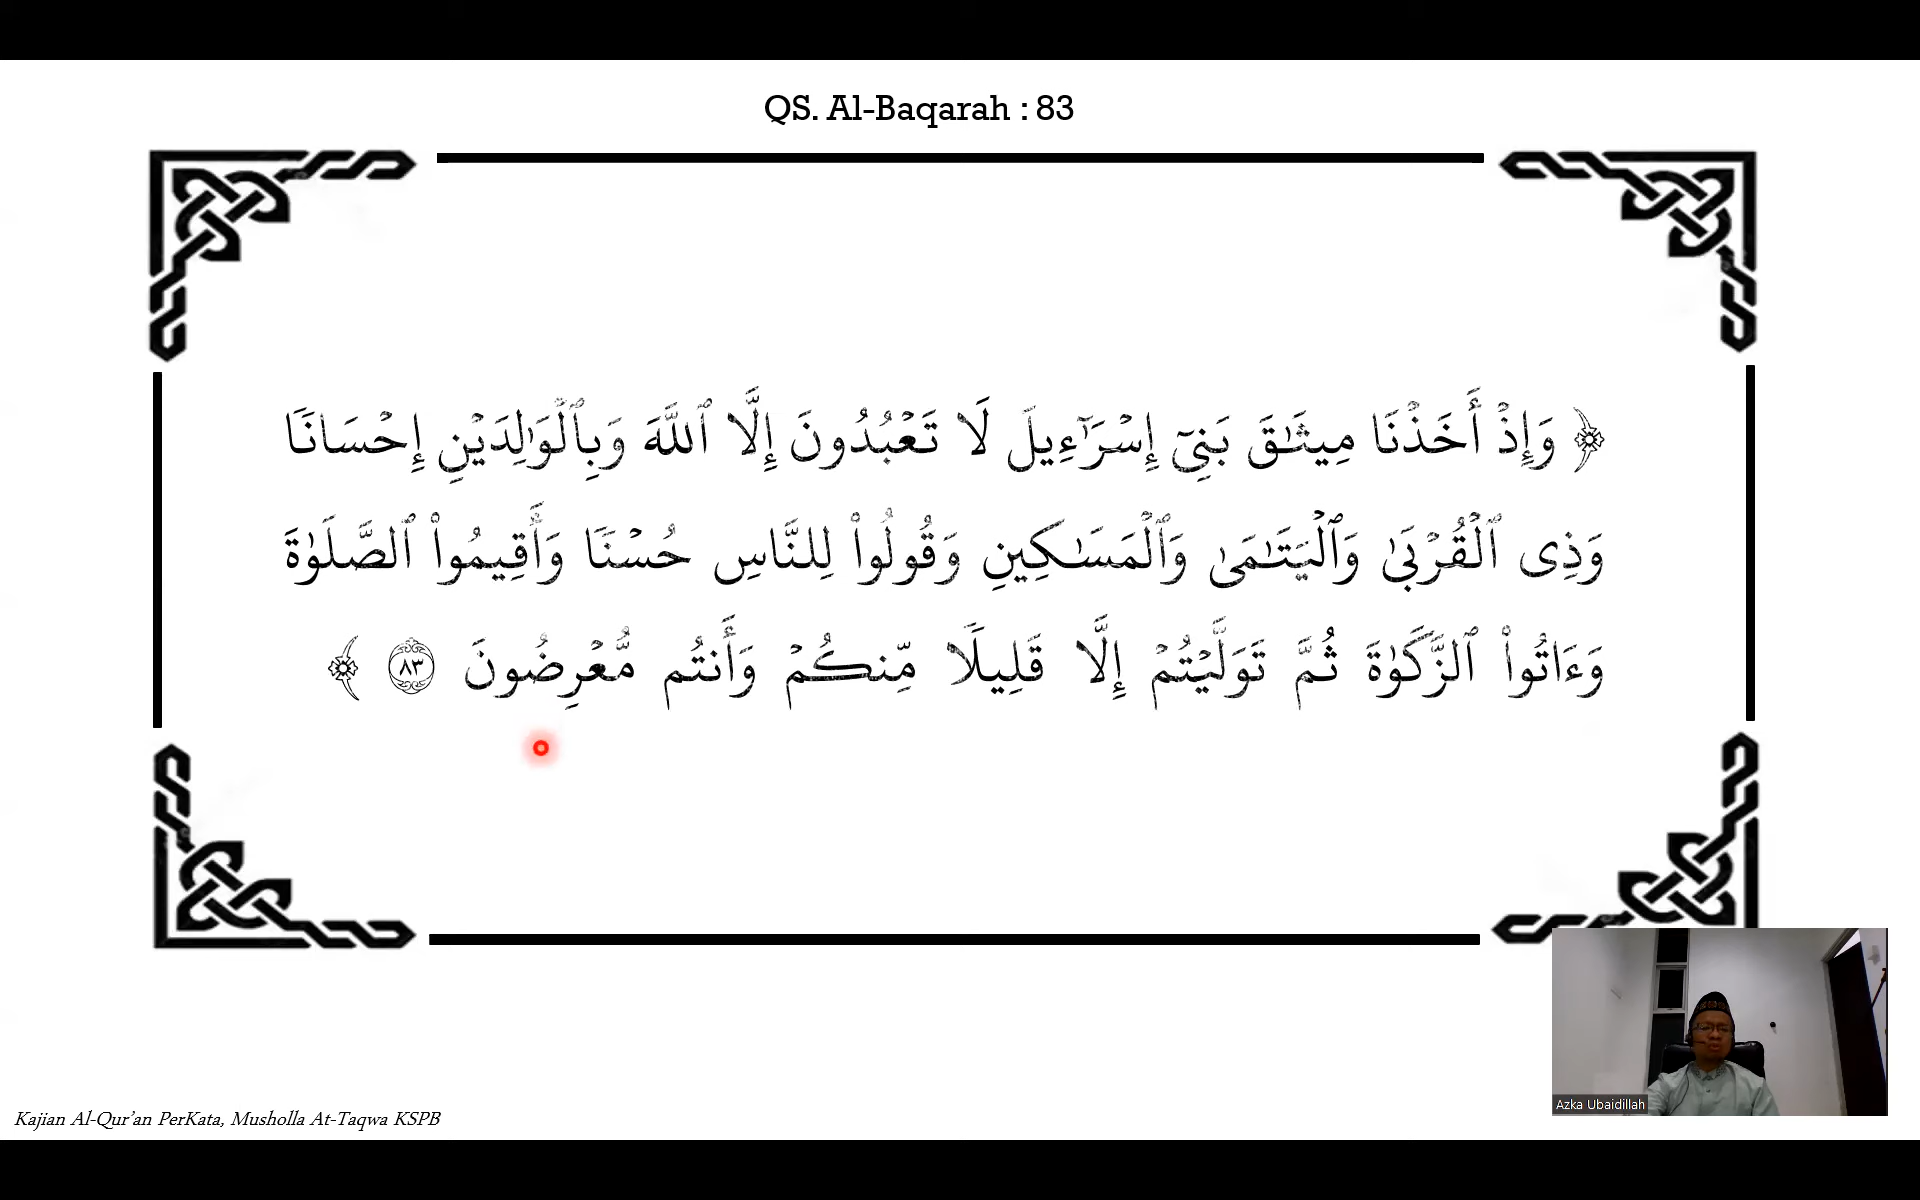 QS. Al-Baqarah : 83
﴿ وَإِذْ أَخَذْنَا مِيثَـٰقَ بَنِىٓ إِسْرَٰٓءِيلَ لَا تَعْبُدُونَ إِلَّا ٱللَّهَ وَبِٱلْوَٰلِدَيْنِ إِحْسَانًا
وَذِى ٱلْقُرْبَىٰ وَٱلْيَتَـٰمَىٰ وَٱلْمَسَـٰكِينِ وَقُولُوا۟ لِلنَّاسِ حُسْنًا وَأَقِيمُوا۟ ٱلصَّلَوٰةَ
وَءَاتُوا۟ ٱلزَّكَوٰةَ ثُمَّ تَوَلَّيْتُمْ إِلَّا قَلِيلًا مِّنكُمْ وَأَنتُم مُّعْرِضُونَ ٨٣ ﴾
Azka Ubaidillah
Kajian Al-Qur’an PerKata, Musholla At-Taqwa KSPB